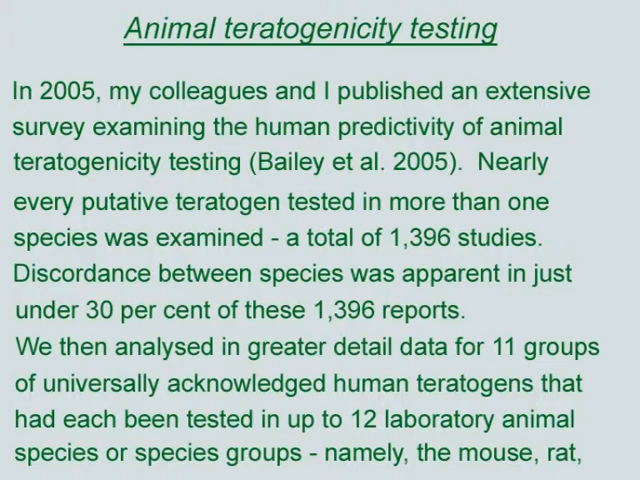 Animal teratogenicity testing
In 2005, my colleagues and I published an extensive
survey examining the human predictivity of animal
teratogenicity testing (Bailey et al. 2005).  Nearly
every putative teratogen tested in more than one
species was examined - a total of 1,396 studies.
Discordance between species was apparent in just
under 30 per cent of these 1,396 reports.
We then analysed in greater detail data for 11 groups
of universally acknowledged human teratogens that
had each been tested in up to 12 laboratory animal
species or species groups - namely, the mouse, rat,